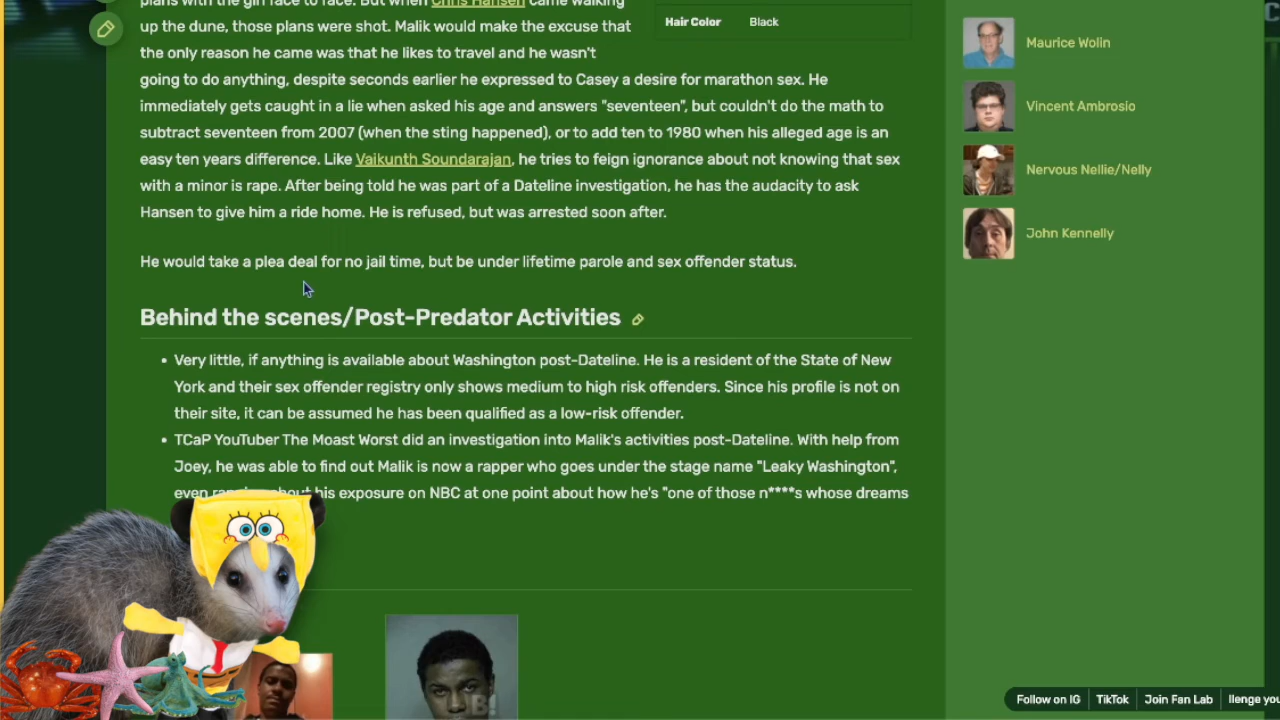 plans with the girl face to face. But when Chris Hansen came walking
up the dune, those plans were shot. Malik would make the excuse that
the only reason he came was that he likes to travel and he wasn't
going to do anything, despite seconds earlier he expressed to Casey a desire for marathon sex. He
immediately gets caught in a lie when asked his age and answers "seventeen", but couldn't do the math to
subtract seventeen from 2007 (when the sting happened), or to add ten to 1980 when his alleged age is an
easy ten years difference. Like Vaikunth Soundarajan, he tries to feign ignorance about not knowing that sex
with a minor is rape. After being told he was part of a Dateline investigation, he has the audacity to ask
Hansen to give him a ride home. He is refused, but was arrested soon after.
He would take a plea deal for no jail time, but be under lifetime parole and sex offender status.
Behind the scenes/Post-Predator Activities
• Very little, if anything is available about Washington post-Dateline. He is a resident of the State of New
York and their sex offender registry only shows medium to high risk offenders. Since his profile is not on
their site, it can be assumed he has been qualified as a low-risk offender.
• TCaP YouTuber The Moast Worst did an investigation into Malik's activities post-Dateline. With help from
Joey, he was able to find out Malik is now a rapper who goes under the stage name "Leaky Washington",
even his exposure on NBC at one point about how he's "one of those n****s whose dreams
Hair Color Black
Maurice Wolin
Vincent Ambrosio
Nervous Nellie/Nelly
John Kennelly
Follow on IG TikTok Join Fan Lab llenge you